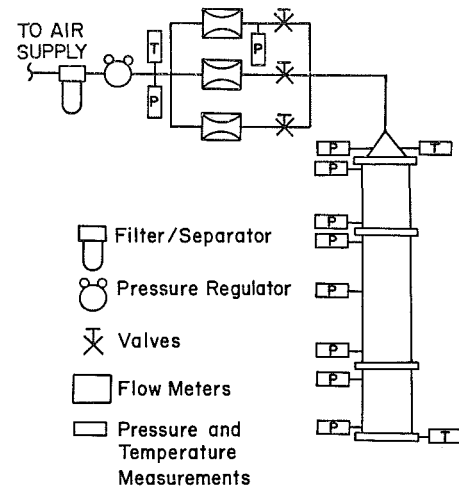 TO AIR
SUPPLY
T
P
P
P
T
P
P
P
P
P
P
P
T
Filter/Separator
Pressure Regulator
Valves
Flow Meters
Pressure and
Temperature
Measurements